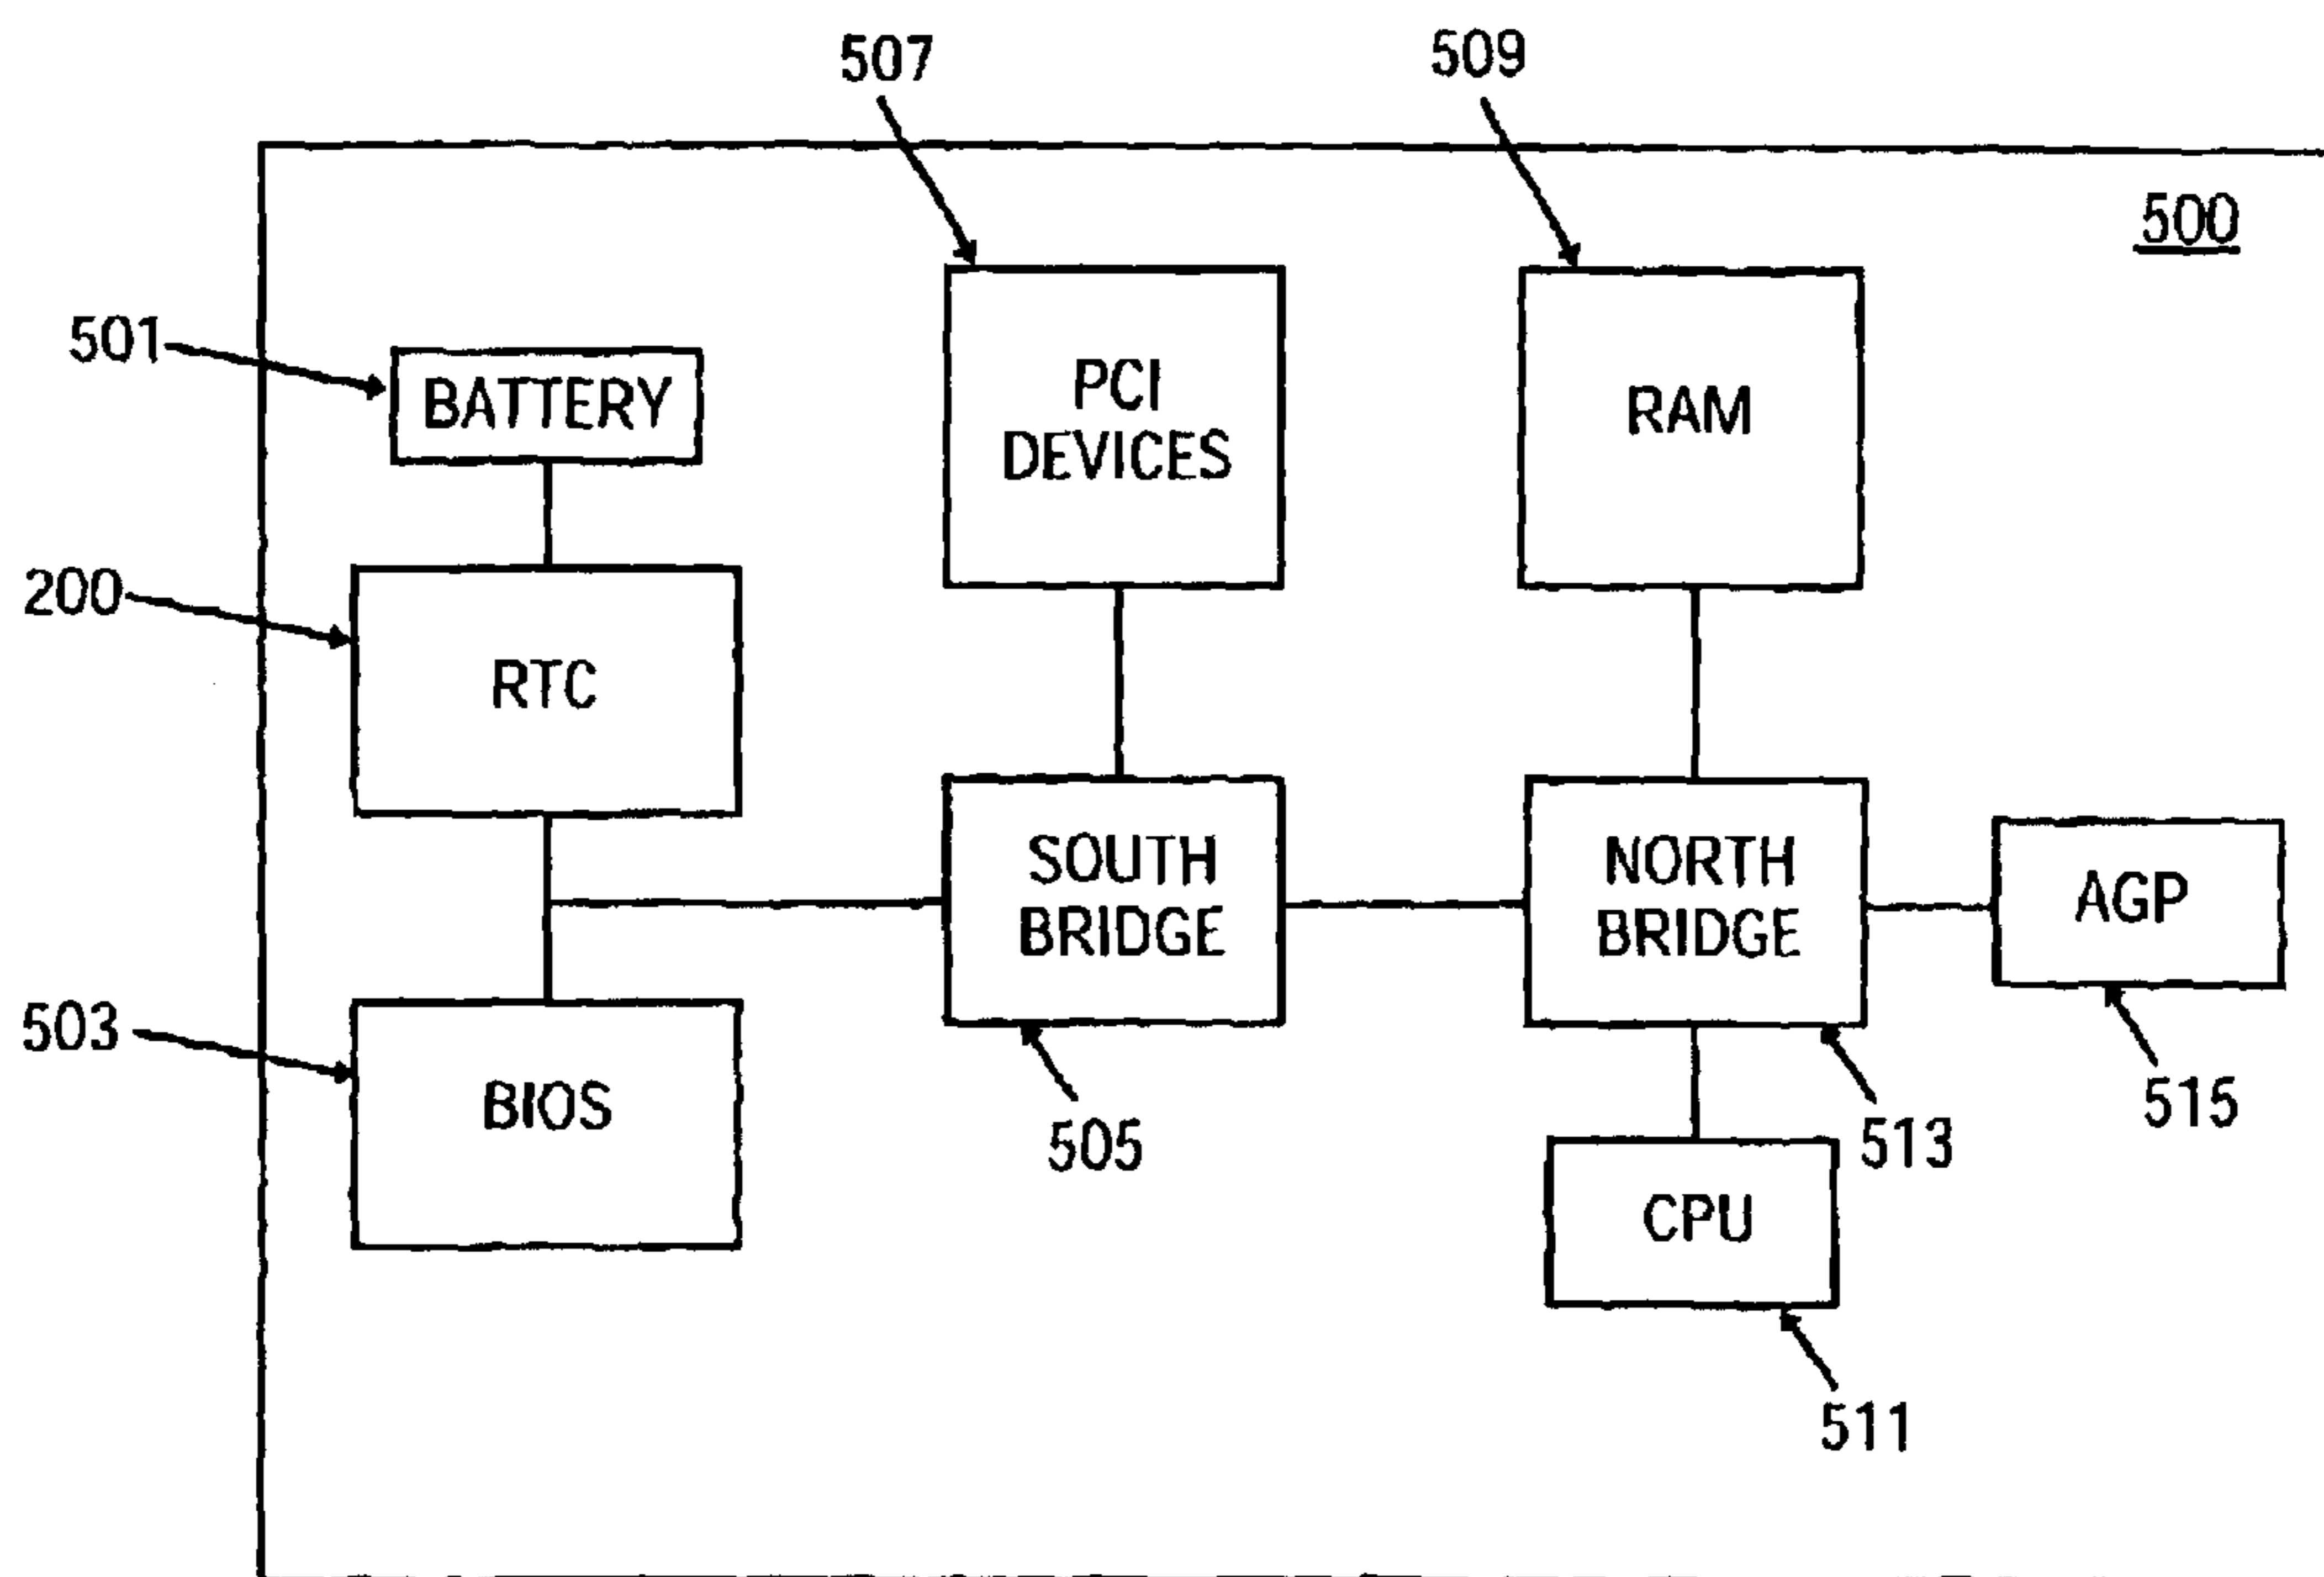 507
509
500
501
BATTERY
PCI
DEVICES
RAM
200
RTC
SOUTH
BRIDGE
NORTH
BRIDGE
AGP
503
BIOS
505
513
515
CPU
511